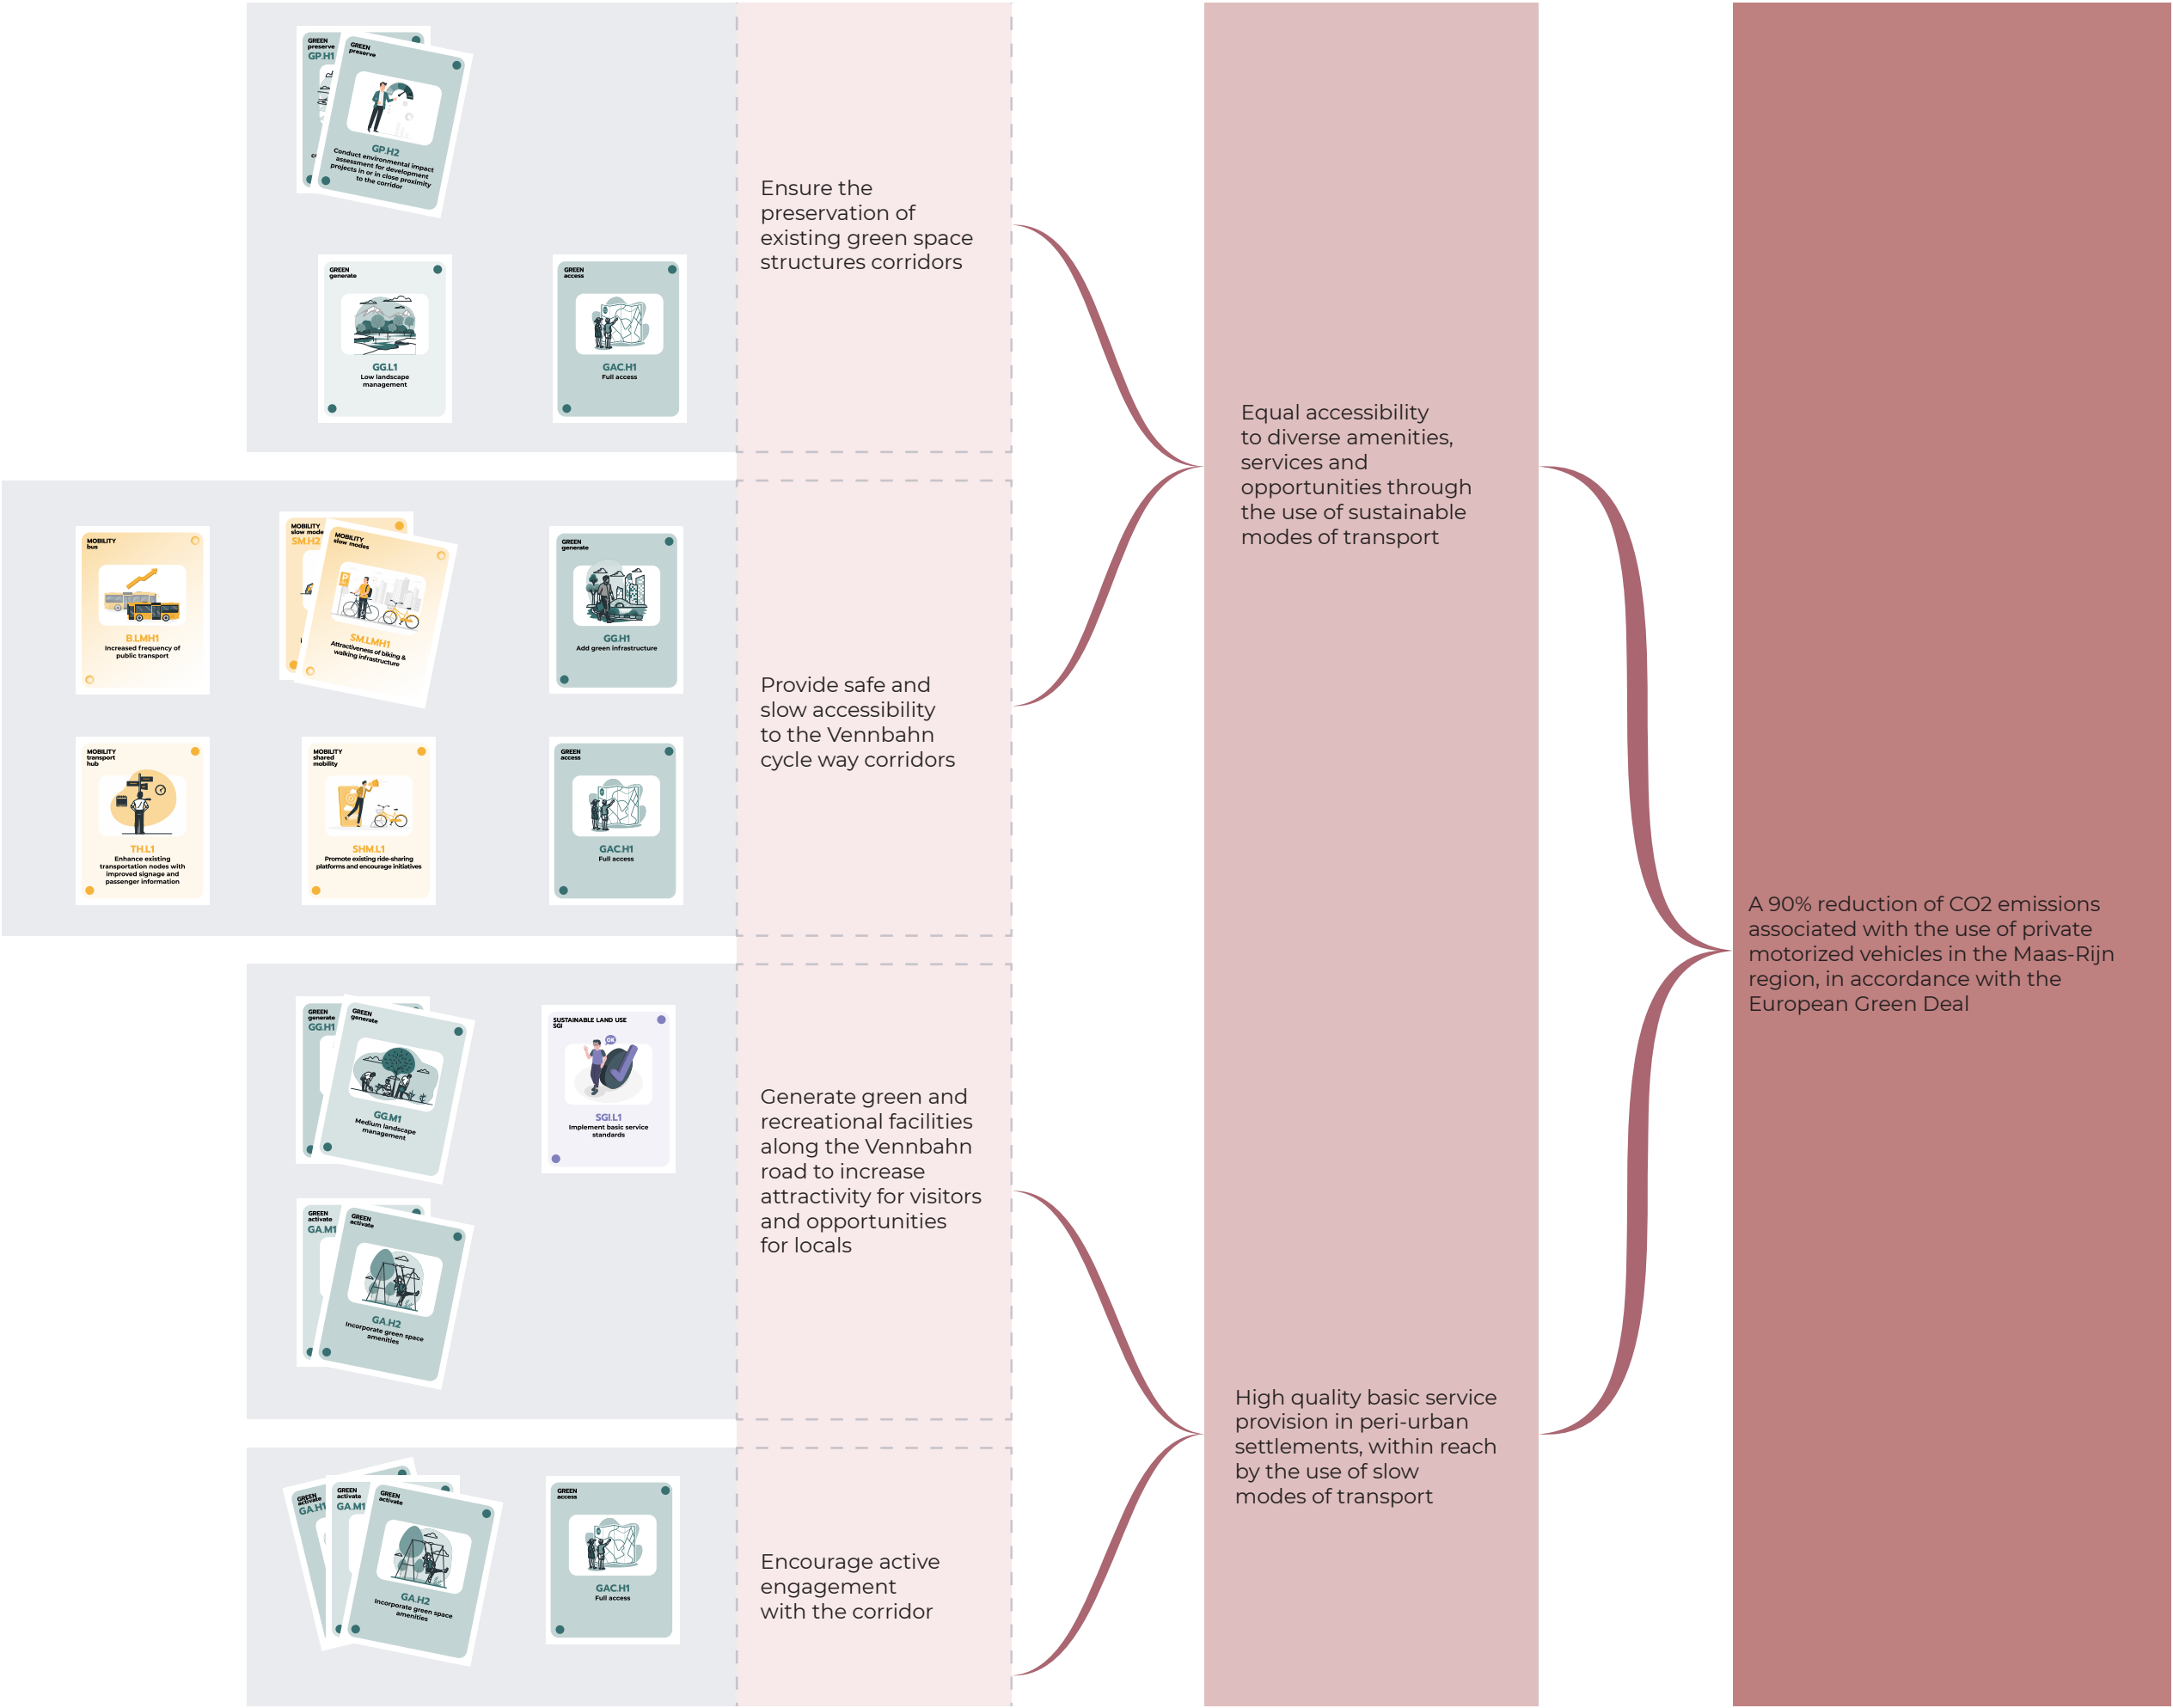 GREEN
preserve
GP.H1
GREEN
preserve
GP.H2
Conduct environmental impact
assessment for development
projects in or in close proximity
to the corridor
GREEN
generate
GG.L1
Low landscape
management
GREEN
access
GAC.H1
Full access
Ensure the
preservation of
existing green space
structures corridors
MOBILITY
bus
B.LMH1
Increased frequency of
public transport
MOBILITY
slow mode
SM.H2
MOBILITY
slow modes
P
SM.LMH1
Attractiveness of biking &
walking infrastructure
GREEN
generate
GG.H1
Add green infrastructure
MOBILITY
transport
hub
TH.L1
Enhance existing
transportation nodes with
improved signage and
passenger information
MOBILITY
shared
mobility
SHM.L1
Promote existing ride-sharing
platforms and encourage initiatives
GREEN
access
GAC.H1
Full access
Provide safe and
slow accessibility
to the Vennbahn
cycle way corridors
GREEN
generate
GG.H1
GREEN
generate
GG.M1
Medium landscape
management
SUSTAINABLE LAND USE
SGI
OK
SGI.L1
Implement basic service
standards
GREEN
activate
GA.M1
GREEN
activate
GA.H2
Incorporate green space
amenities
Generate green and
recreational facilities
along the Vennbahn
road to increase
attractivity for visitors
and opportunities
for locals
GREEN
activate
GA.H1
GREEN
activate
GA.M1
GREEN
activate
GA.H2
Incorporate green space
amenities
GREEN
access
GAC.H1
Full access
Encourage active
engagement
with the corridor
Equal accessibility
to diverse amenities,
services and
opportunities through
the use of sustainable
modes of transport
High quality basic service
provision in peri-urban
settlements, within reach
by the use of slow
modes of transport
A 90% reduction of CO2 emissions
associated with the use of private
motorized vehicles in the Maas-Rijn
region, in accordance with the
European Green Deal